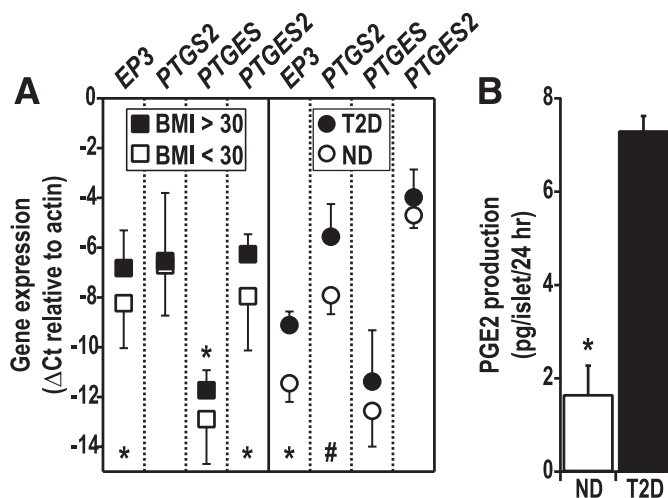 A
EP3 PTGS2 PTGES PTGES2 EP3 PTGS2 PTGES PTGES2
Gene expression
(ΔCt relative to actin)
0
-2
-4
-6
-8
-10
-12
-14
BMI > 30
BMI < 30
T2D
ND
*
* * * #
B
PGE2 production
(pg/islet/24 hr)
8
6
4
2
0
*
ND T2D